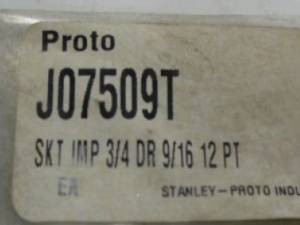 Proto
J07509T
SKT IMP 3/4 DR 9/16 12 PT
EA STANLEY-PROTO INDU